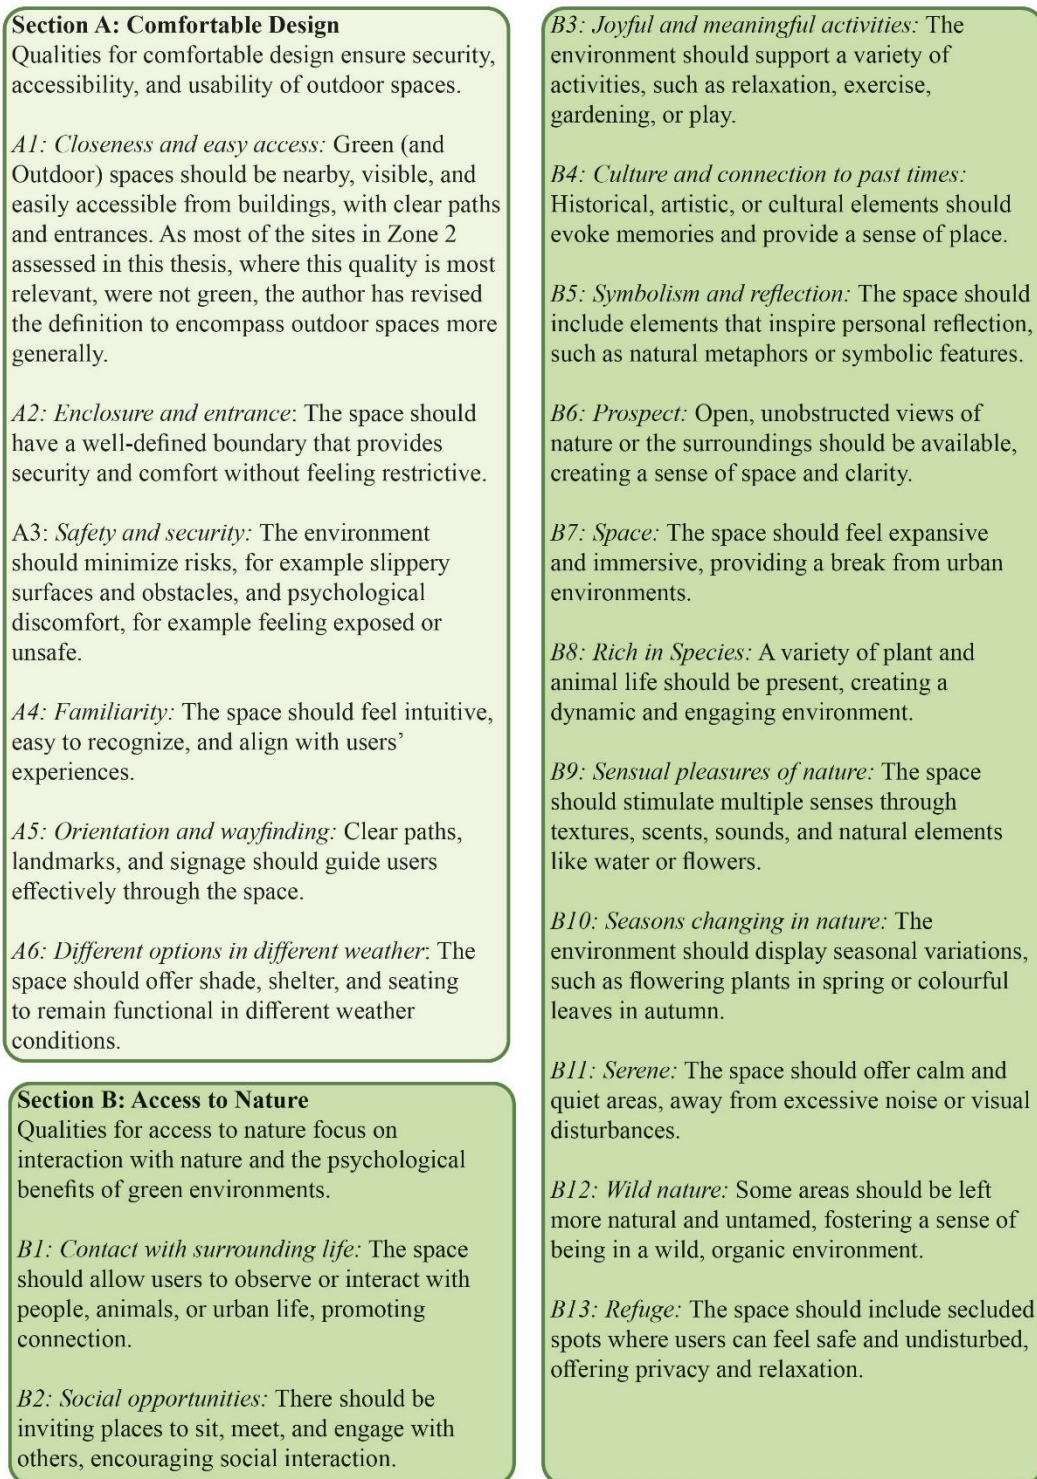 Section A: Comfortable Design
Qualities for comfortable design ensure security,
accessibility, and usability of outdoor spaces.
A1: Closeness and easy access: Green (and
Outdoor) spaces should be nearby, visible, and
easily accessible from buildings, with clear paths
and entrances. As most of the sites in Zone 2
assessed in this thesis, where this quality is most
relevant, were not green, the author has revised
the definition to encompass outdoor spaces more
generally.
A2: Enclosure and entrance: The space should
have a well-defined boundary that provides
security and comfort without feeling restrictive.
A3: Safety and security: The environment
should minimize risks, for example slippery
surfaces and obstacles, and psychological
discomfort, for example feeling exposed or
unsafe.
A4: Familiarity: The space should feel intuitive,
easy to recognize, and align with users’
experiences.
A5: Orientation and wayfinding: Clear paths,
landmarks, and signage should guide users
effectively through the space.
A6: Different options in different weather: The
space should offer shade, shelter, and seating
to remain functional in different weather
conditions.
Section B: Access to Nature
Qualities for access to nature focus on
interaction with nature and the psychological
benefits of green environments.
B1: Contact with surrounding life: The space
should allow users to observe or interact with
people, animals, or urban life, promoting
connection.
B2: Social opportunities: There should be
inviting places to sit, meet, and engage with
others, encouraging social interaction.
B3: Joyful and meaningful activities: The
environment should support a variety of
activities, such as relaxation, exercise,
gardening, or play.
B4: Culture and connection to past times:
Historical, artistic, or cultural elements should
evoke memories and provide a sense of place.
B5: Symbolism and reflection: The space should
include elements that inspire personal reflection,
such as natural metaphors or symbolic features.
B6: Prospect: Open, unobstructed views of
nature or the surroundings should be available,
creating a sense of space and clarity.
B7: Space: The space should feel expansive
and immersive, providing a break from urban
environments.
B8: Rich in Species: A variety of plant and
animal life should be present, creating a
dynamic and engaging environment.
B9: Sensual pleasures of nature: The space
should stimulate multiple senses through
textures, scents, sounds, and natural elements
like water or flowers.
B10: Seasons changing in nature: The
environment should display seasonal variations,
such as flowering plants in spring or colourful
leaves in autumn.
B11: Serene: The space should offer calm and
quiet areas, away from excessive noise or visual
disturbances.
B12: Wild nature: Some areas should be left
more natural and untamed, fostering a sense of
being in a wild, organic environment.
B13: Refuge: The space should include secluded
spots where users can feel safe and undisturbed,
offering privacy and relaxation.